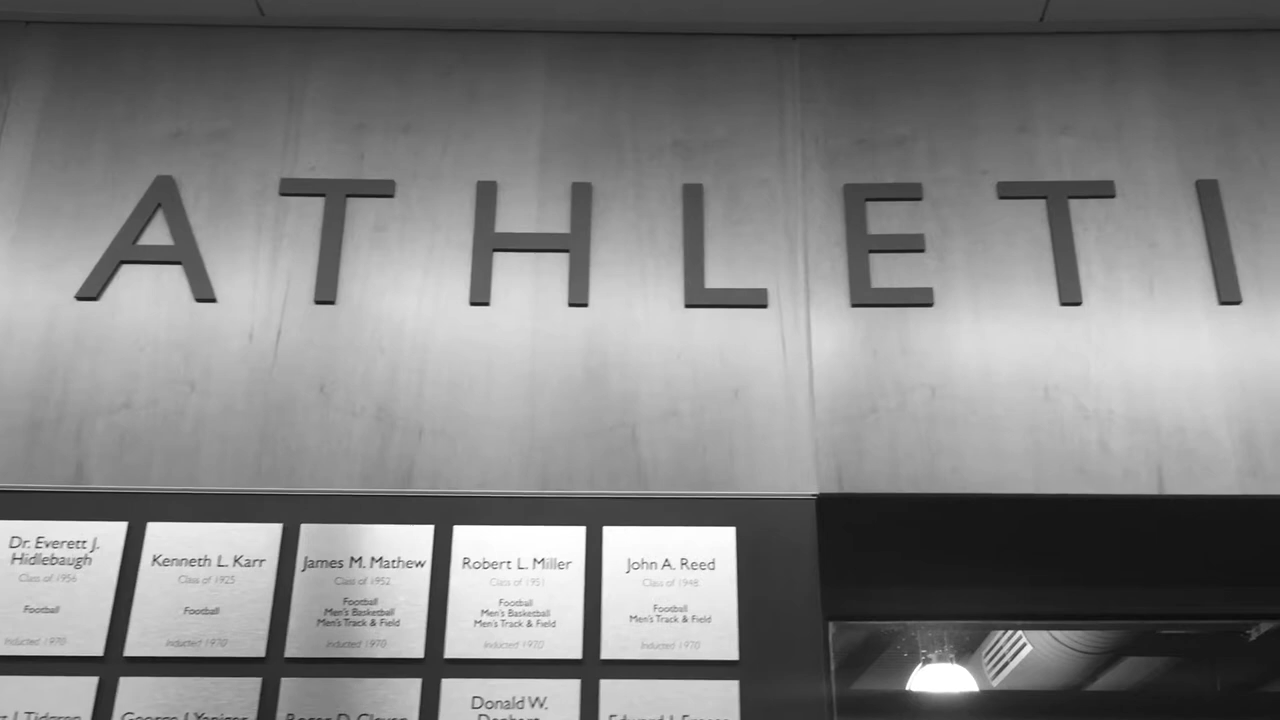 ATHLETI
Dr. Everett J.
Hidlebaugh
Class of 1956
Football
Inducted 1970
Kenneth L. Karr
Class of 1925
Football
Inducted 1970
James M. Mathew
Class of 1952
Football
Men's Basketball
Men's Track & Field
Inducted 1970
Robert L. Miller
Class of 1951
Football
Men's Basketball
Men's Track & Field
Inducted 1970
John A. Reed
Class of 1948
Football
Men's Track & Field
Inducted 1970
Donald W.